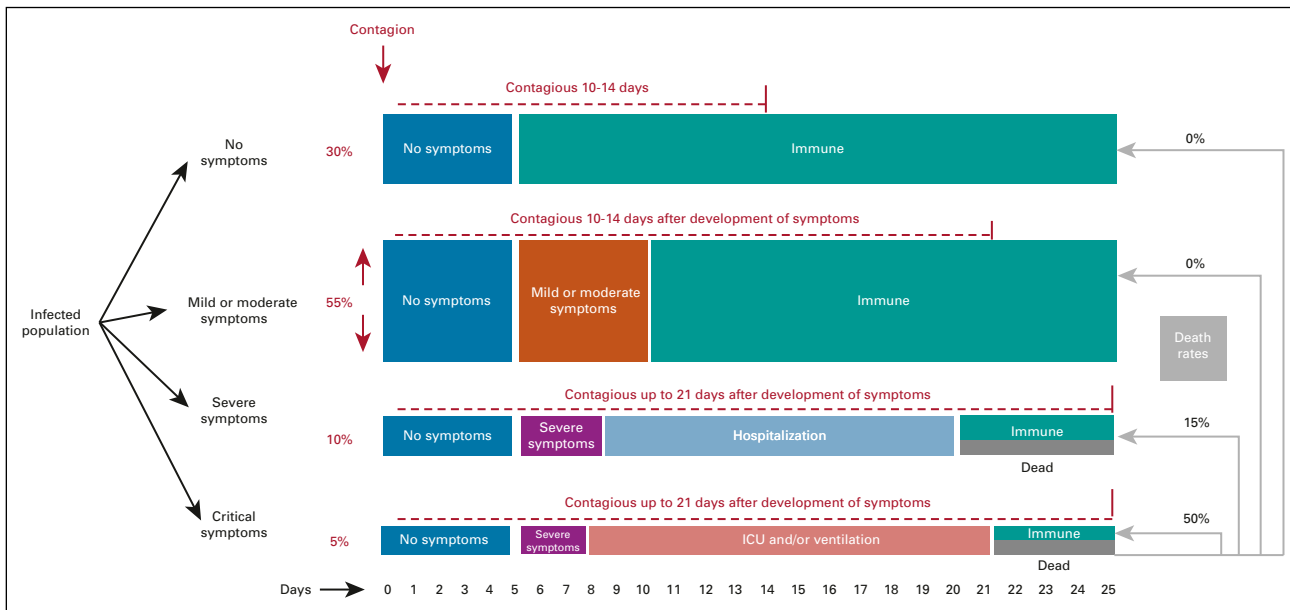 Contagion
Contagious 10-14 days
No
symptoms
30%
No symptoms
Immune
0%
Contagious 10-14 days after development of symptoms
Infected
population
Mild or moderate
symptoms
55%
No symptoms
Mild or moderate
symptoms
Immune
0%
Death
rates
Contagious up to 21 days after development of symptoms
Severe
symptoms
10%
No symptoms
Severe
symptoms
Hospitalization
Immune
Dead
15%
Contagious up to 21 days after development of symptoms
Critical
symptoms
5%
No symptoms
Severe
symptoms
ICU and/or ventilation
Immune
Dead
50%
Days 0 1 2 3 4 5 6 7 8 9 10 11 12 13 14 15 16 17 18 19 20 21 22 23 24 25